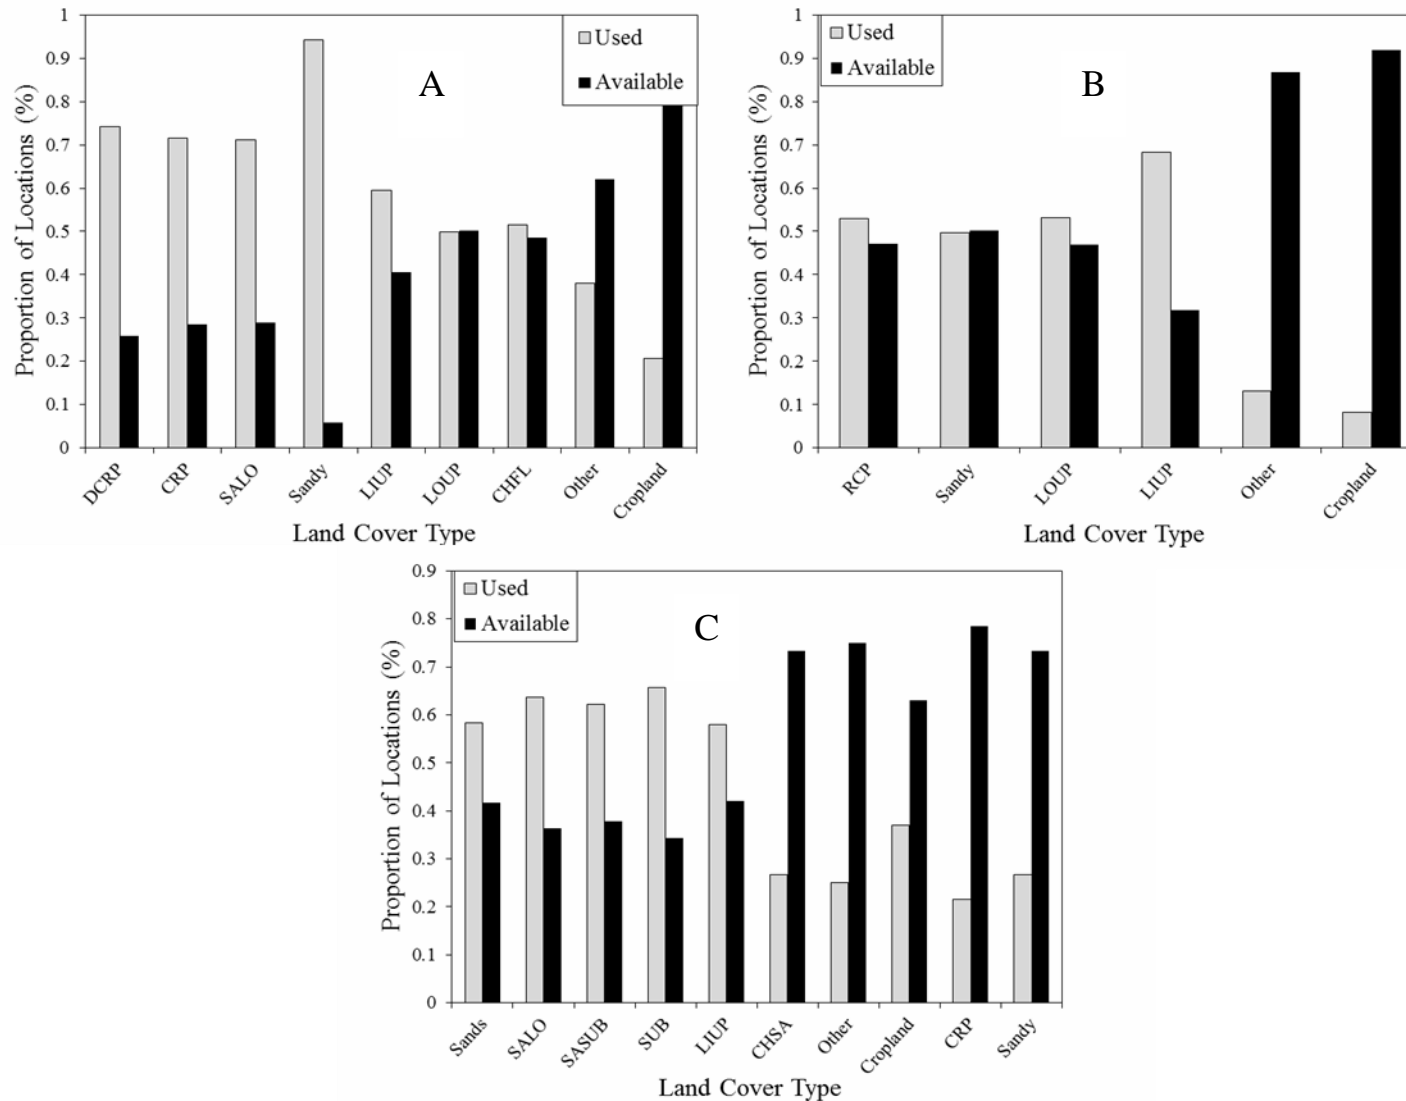 A
Used
Available
Proportion of Locations (%)
1
0.9
0.8
0.7
0.6
0.5
0.4
0.3
0.2
0.1
0
DCRP CRP SALO Sandy LIUP LOUP CHFL Other Cropland
Land Cover Type
B
Used
Available
Proportion of Locations (%)
1
0.9
0.8
0.7
0.6
0.5
0.4
0.3
0.2
0.1
0
RCP Sandy LOUP LIUP Other Cropland
Land Cover Type
C
Used
Available
Proportion of Locations (%)
0.9
0.8
0.7
0.6
0.5
0.4
0.3
0.2
0.1
0
Sands SALO SASUB SUB LIUP CHSA Other Cropland CRP Sandy
Land Cover Type